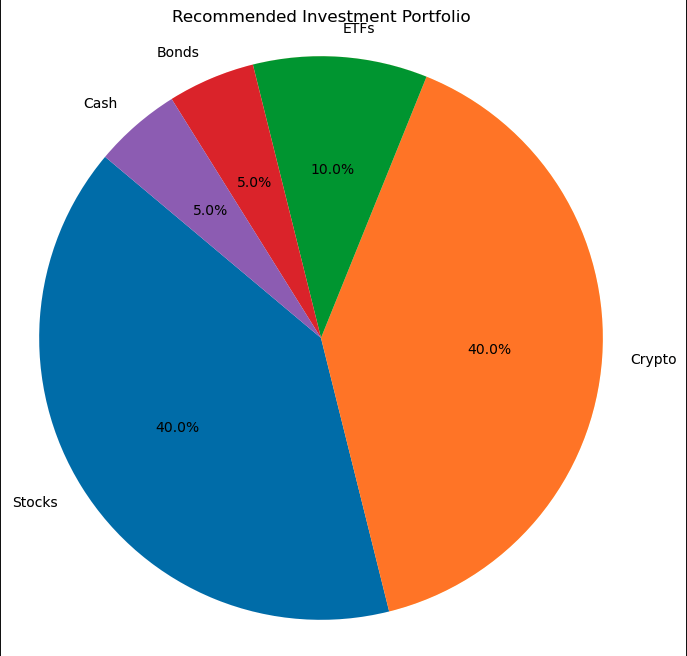 Recommended Investment Portfolio
ETFs
Bonds
Cash
10.0%
5.0%
5.0%
40.0%
Crypto
40.0%
Stocks